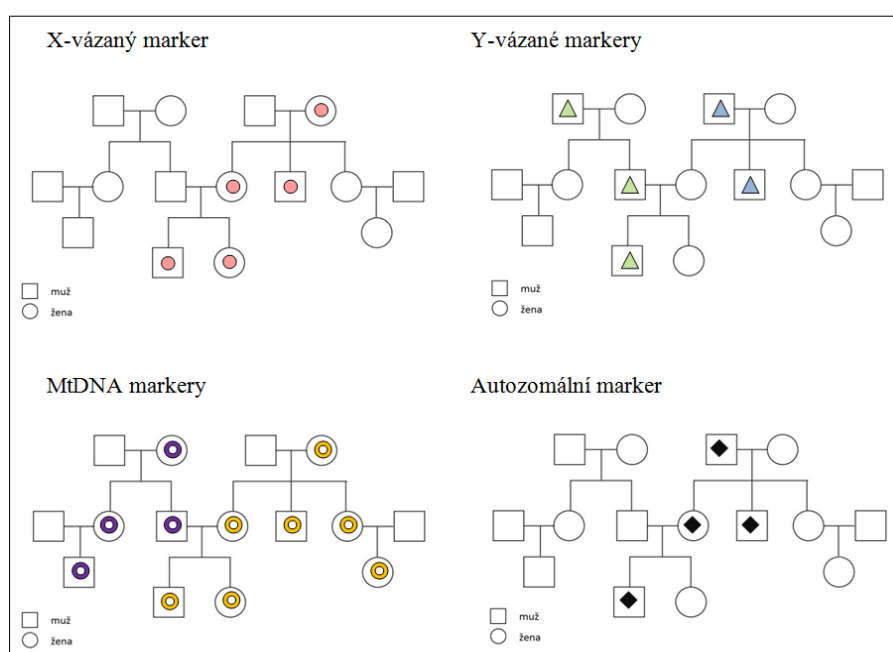 X-vázaný marker
Y-vázané markery
muž
žena
muž
žena
MtDNA markery
Autozomální marker
muž
žena
muž
žena